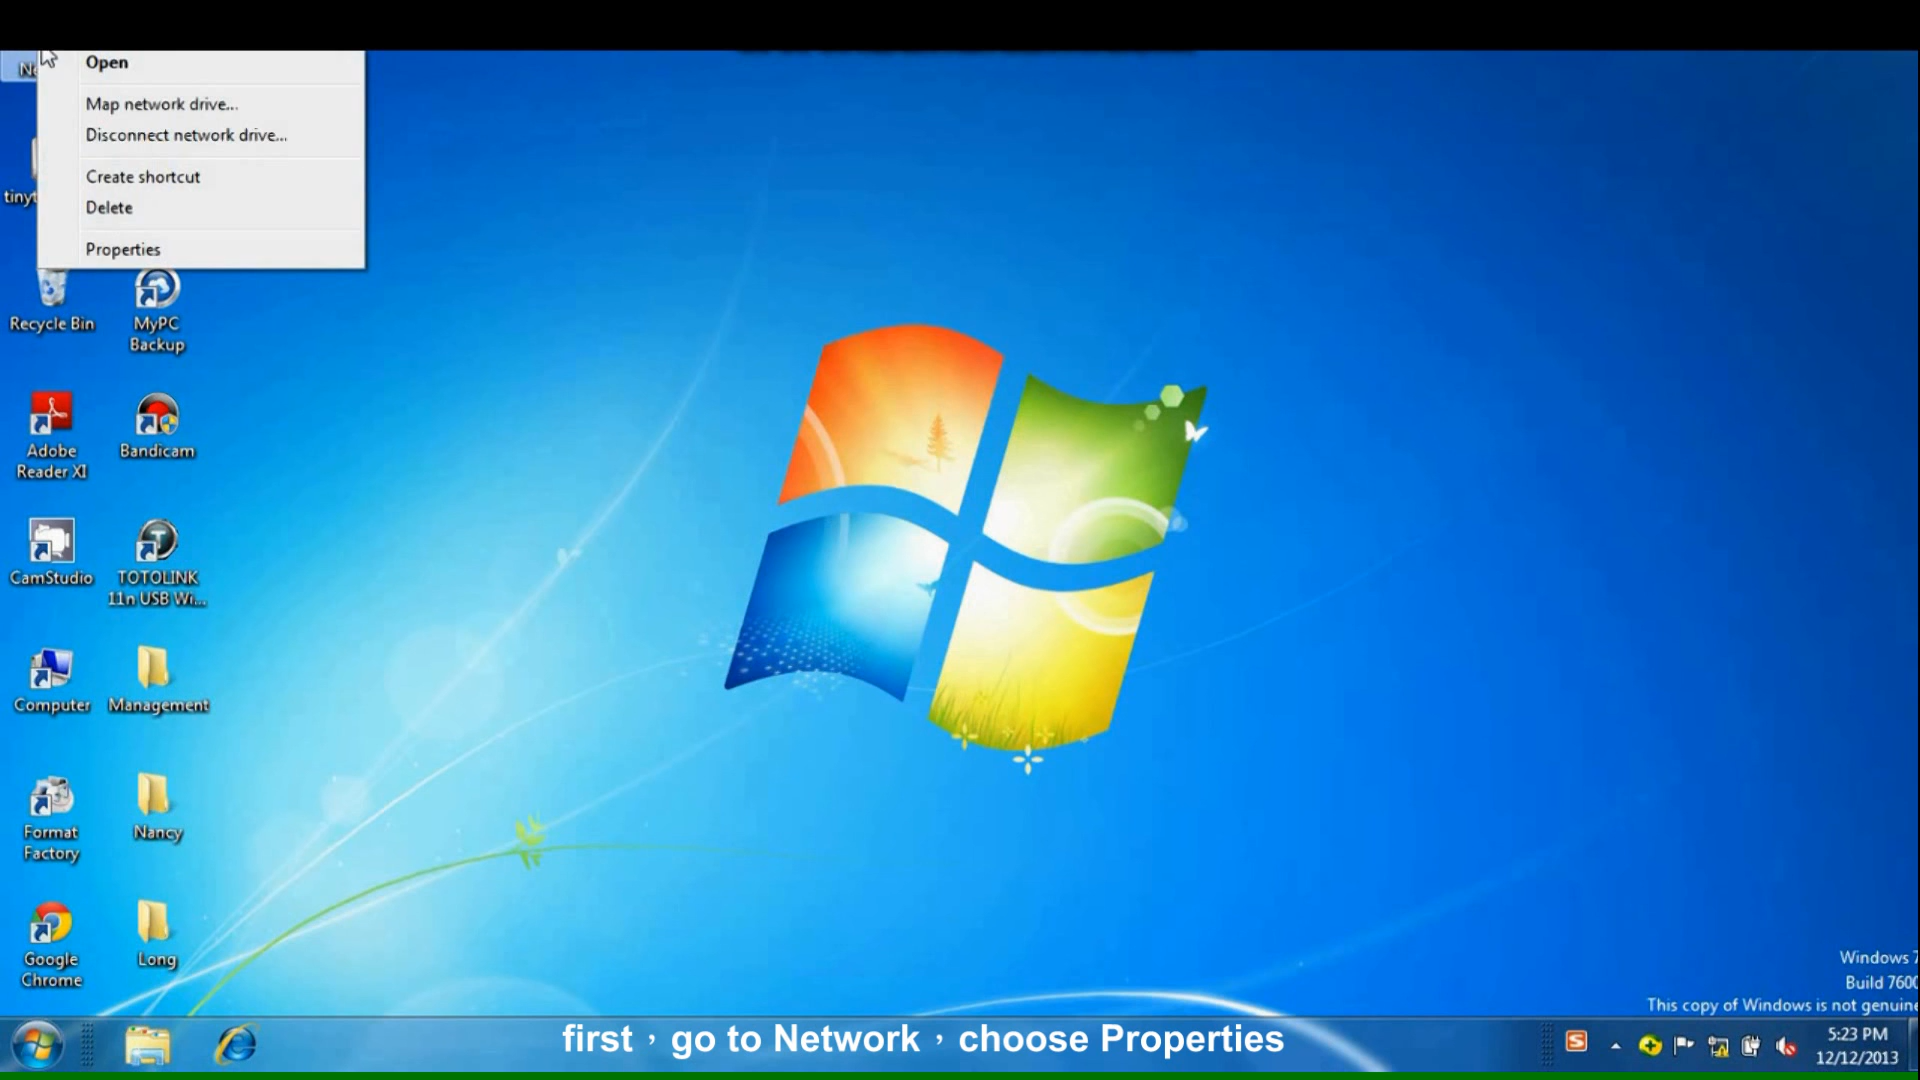 Open
Map network drive...
Disconnect network drive...
Create shortcut
Delete
Properties
Recycle Bin
MyPC
Backup
Adobe
Reader XI
Bandicam
CamStudio
TOTOLINK
11n USB Wi...
Computer
Management
Format
Factory
Nancy
Google
Chrome
Long
Windows 7
Build 7600
This copy of Windows is not genuine
first，go to Network，choose Properties
5:23 PM
12/12/2013